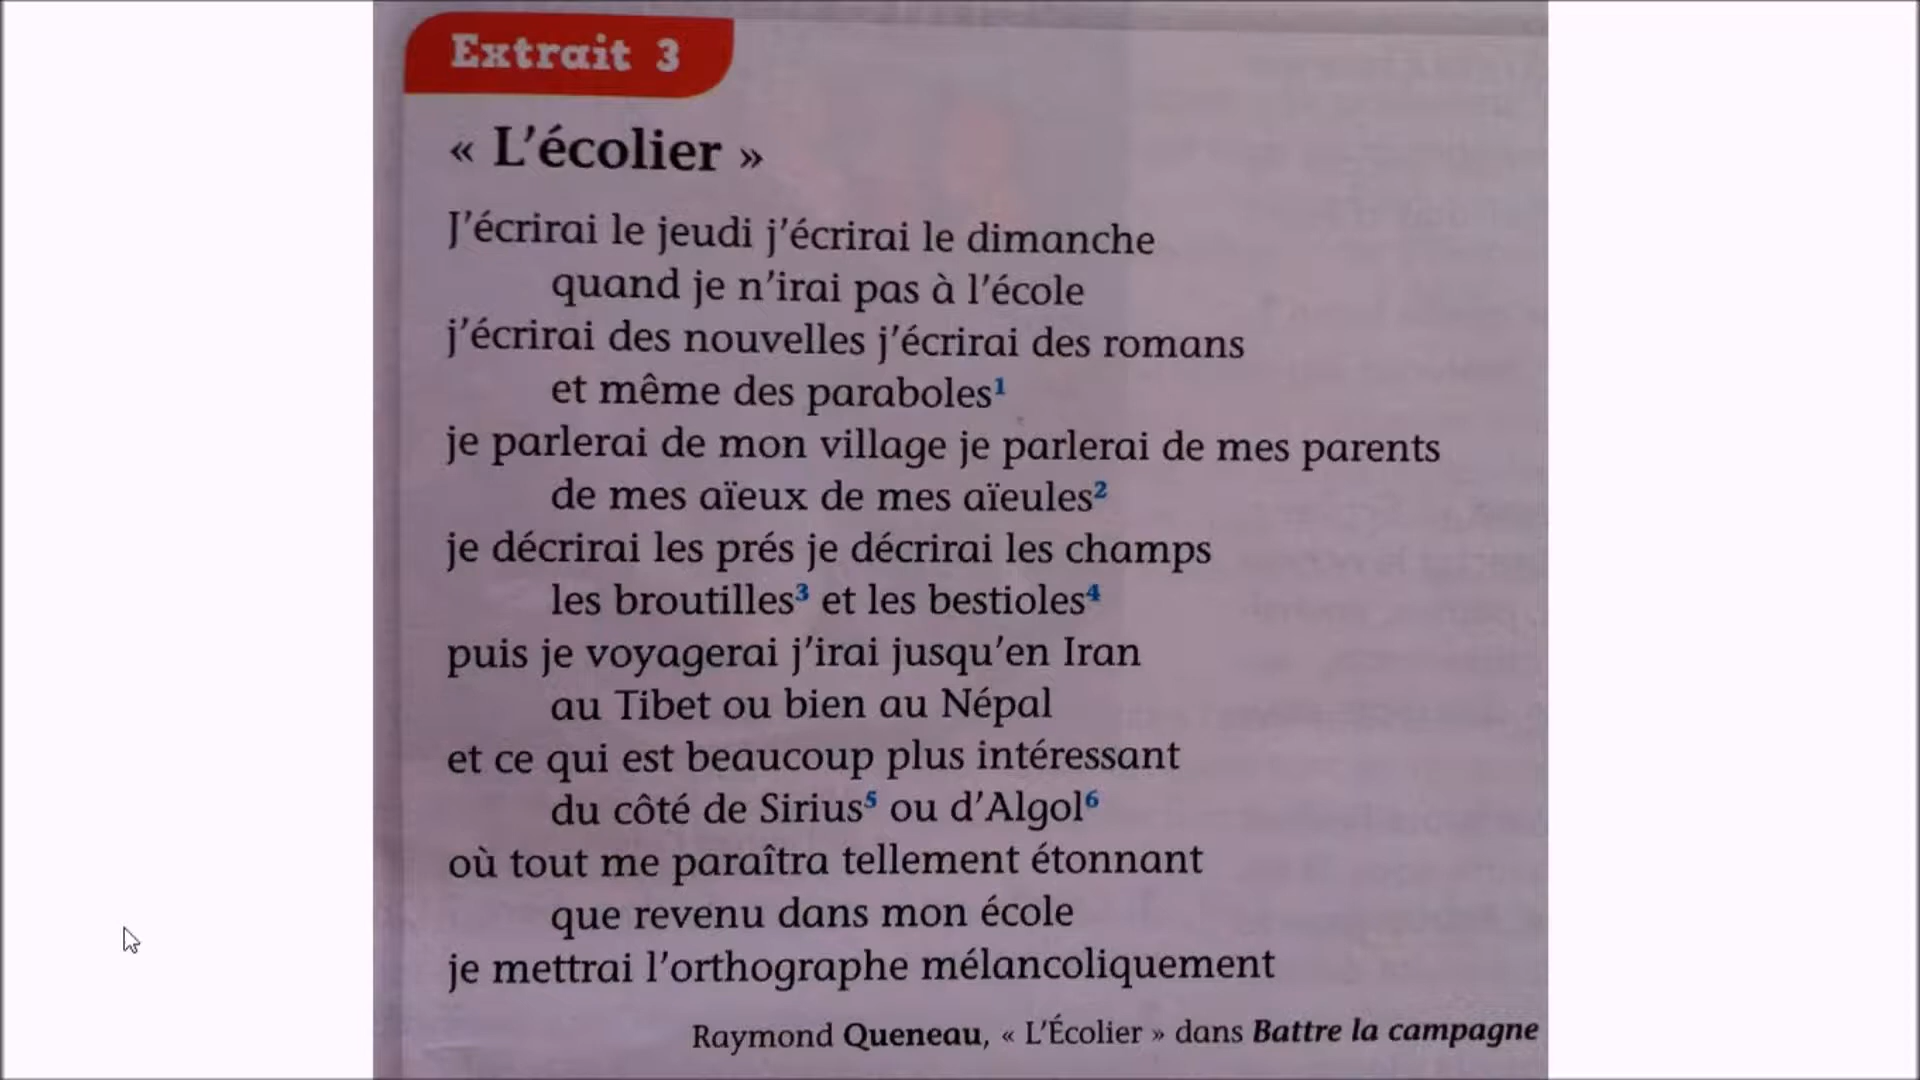 Extrait 3
« L'écolier »
J'écrirai le jeudi j'écrirai le dimanche
quand je n'irai pas à l'école
j'écrirai des nouvelles j'écrirai des romans
et même des paraboles¹
je parlerai de mon village je parlerai de mes parents
de mes aïeux de mes aïeules²
je décrirai les prés je décrirai les champs
les broutilles³ et les bestioles⁴
puis je voyagerai j'irai jusqu'en Iran
au Tibet ou bien au Népal
et ce qui est beaucoup plus intéressant
du côté de Sirius⁵ ou d'Algol⁶
où tout me paraîtra tellement étonnant
que revenu dans mon école
je mettrai l'orthographe mélancoliquement
Raymond Queneau, « L'Écolier » dans Battre la campagne